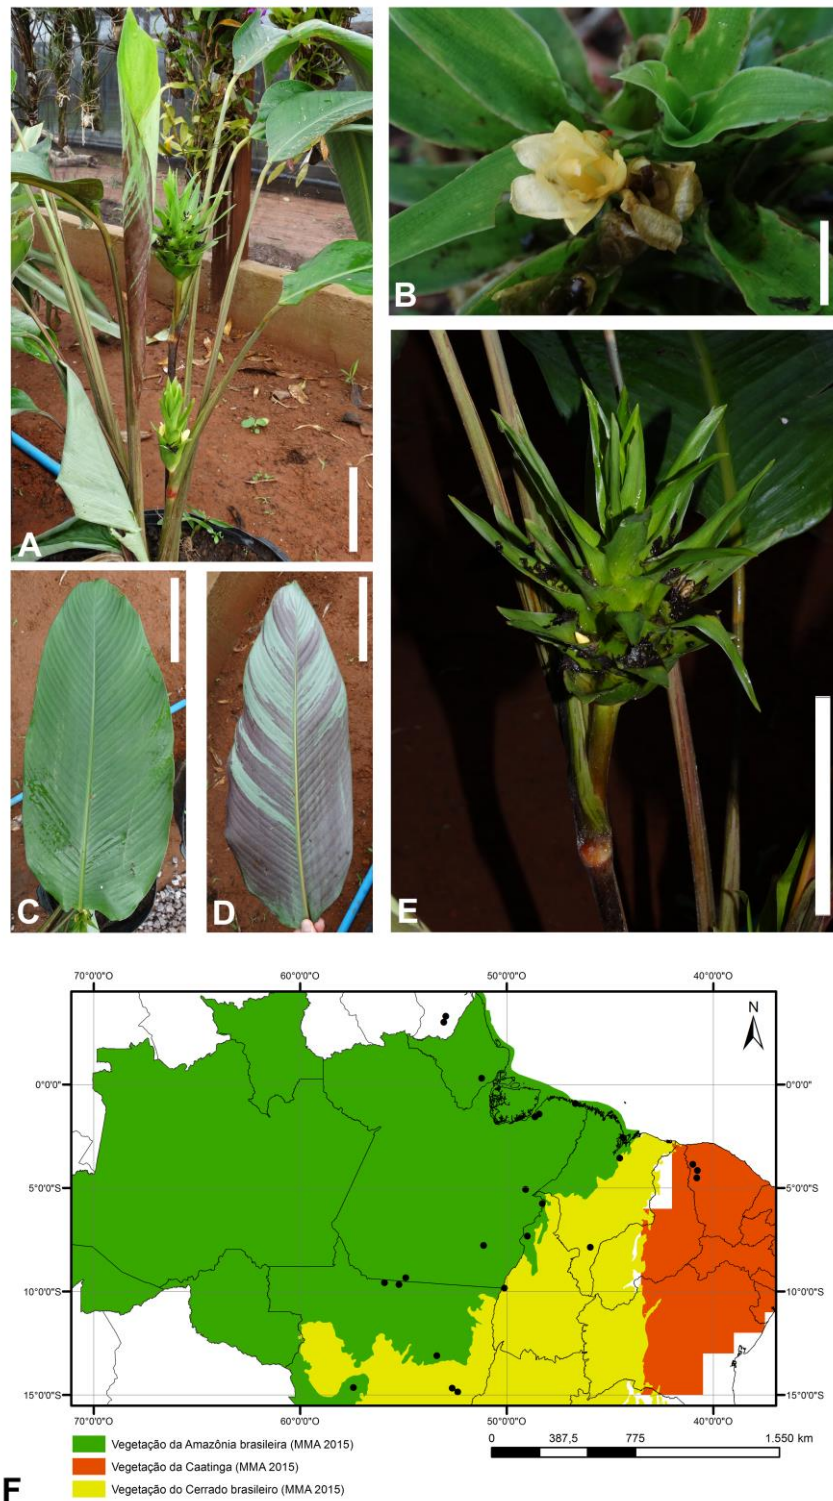 A
B
C
D
E
70°0'0"O 60°0'0"O 50°0'0"O 40°0'0"O
N
0°0'0" 0°0'0"
5°0'0"S 5°0'0"S
10°0'0"S 10°0'0"S
15°0'0"S 15°0'0"S
70°0'0"O 60°0'0"O 50°0'0"O 40°0'0"O
0 387,5 775 1.550 km
Vegetação da Amazônia brasileira (MMA 2015)
Vegetação da Caatinga (MMA 2015)
Vegetação do Cerrado brasileiro (MMA 2015)
F